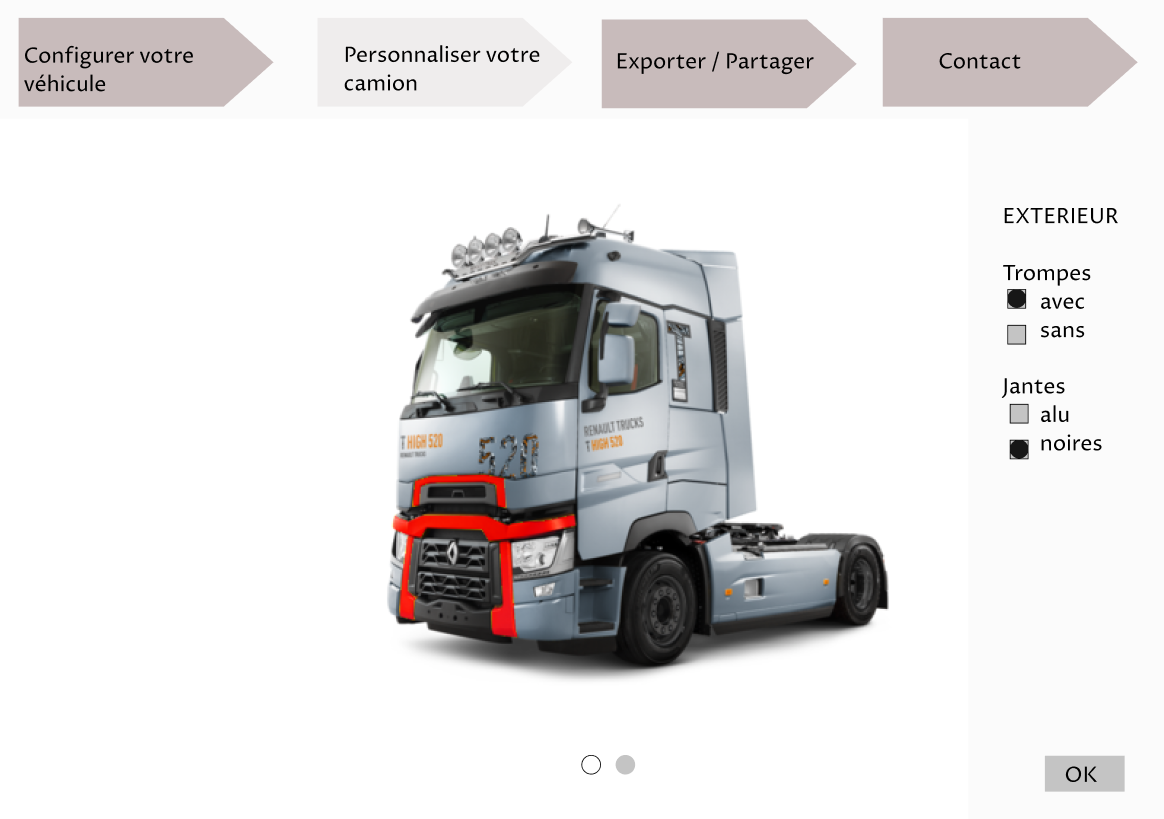 Configurer votre
véhicule
Personnaliser votre
camion
Exporter / Partager
Contact
EXTERIEUR
Trompes
avec
sans
Jantes
alu
noires
T HIGH 520
RENAULT TRUCKS
520
RENAULT TRUCKS
T HIGH 520
OK